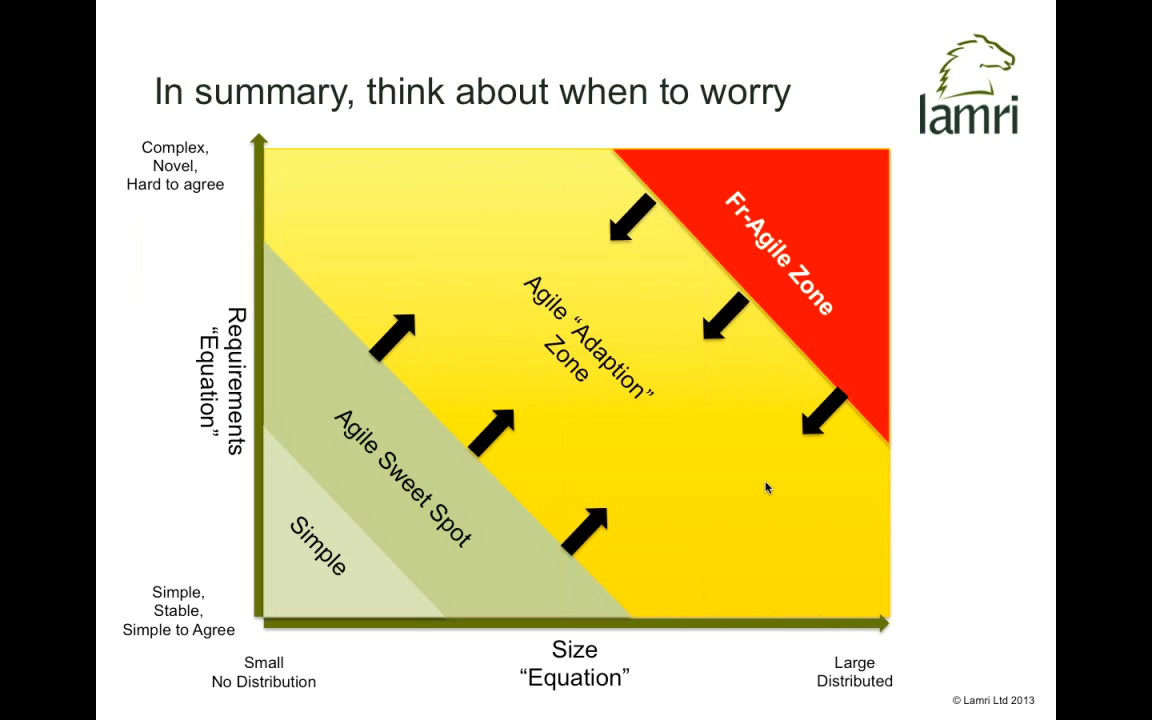 In summary, think about when to worry
lamri
Complex,
Novel,
Hard to agree
Fr-Agile Zone
Agile “Adaption”
Zone
Requirements
“Equation”
Agile Sweet Spot
Simple
Simple,
Stable,
Simple to Agree
Small
No Distribution
Size
“Equation”
Large
Distributed
© Lamri Ltd 2013